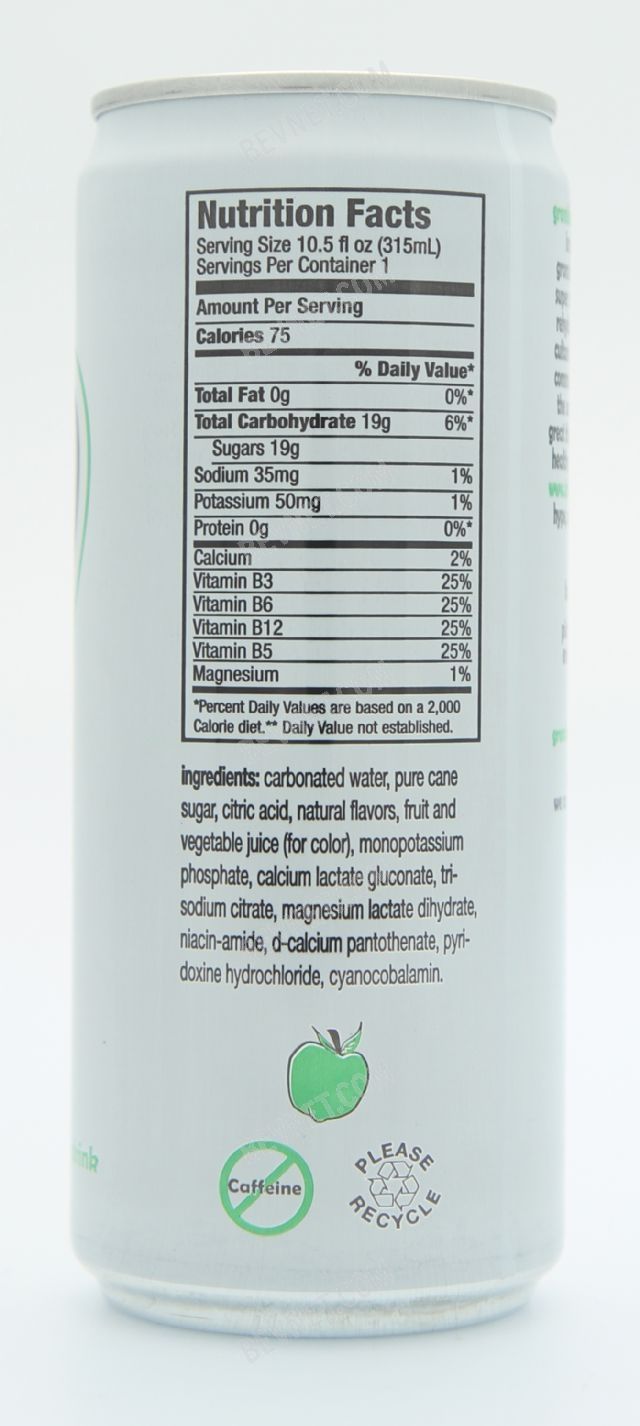 Nutrition Facts
Serving Size 10.5 fl oz (315mL)
Servings Per Container 1
Amount Per Serving
Calories 75
% Daily Value*
Total Fat 0g 0%*
Total Carbohydrate 19g 6%*
Sugars 19g
Sodium 35mg 1%
Potassium 50mg 1%
Protein 0g 0%*
Calcium 2%
Vitamin B3 25%
Vitamin B6 25%
Vitamin B12 25%
Vitamin B5 25%
Magnesium 1%
*Percent Daily Values are based on a 2,000
Calorie diet.** Daily Value not established.
ingredients: carbonated water, pure cane
sugar, citric acid, natural flavors, fruit and
vegetable juice (for color), monopotassium
phosphate, calcium lactate gluconate, tri-
sodium citrate, magnesium lactate dihydrate,
niacin-amide, d-calcium pantothenate, pyri-
doxine hydrochloride, cyanocobalamin.
Caffeine
PLEASE
RECYCLE
BEVNET.COM